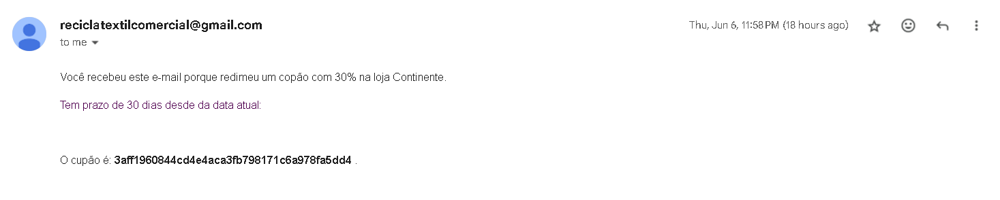 reciclatextilcomercial@gmail.com
Thu, Jun 6, 11:58 PM (18 hours ago)
to me
Você recebeu este e-mail porque redimeu um copão com 30% na loja Continente.
Tem prazo de 30 dias desde da data atual:
O cupão é: 3aff1960844cd4e4aca3fb798171c6a978fa5dd4 .